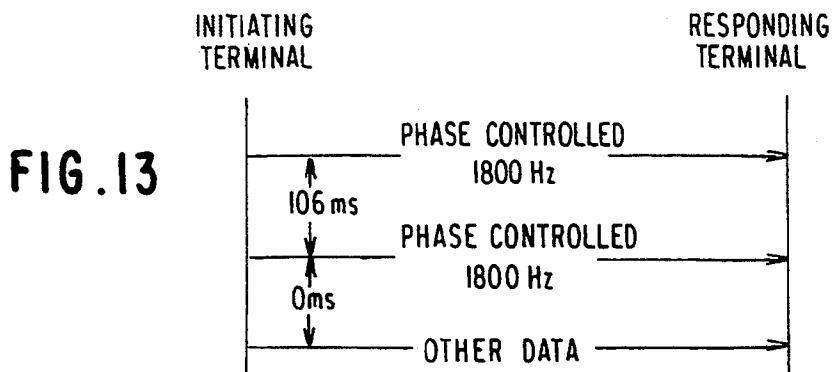 INITIATING
TERMINAL
RESPONDING
TERMINAL
FIG.13
PHASE CONTROLLED
1800 Hz
106 ms
PHASE CONTROLLED
1800 Hz
0ms
OTHER DATA